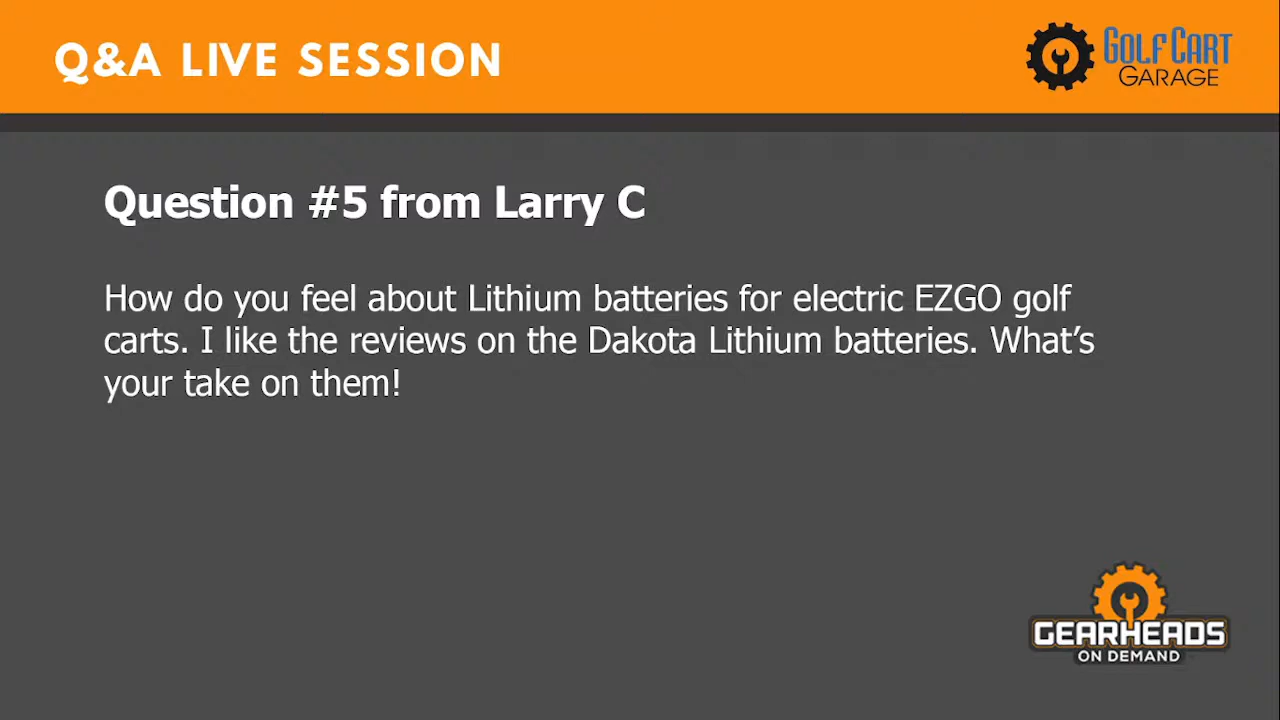 Q&A LIVE SESSION
GOLF CART
GARAGE
Question #5 from Larry C
How do you feel about Lithium batteries for electric EZGO golf
carts. I like the reviews on the Dakota Lithium batteries. What’s
your take on them!
GEARHEADS
ON DEMAND